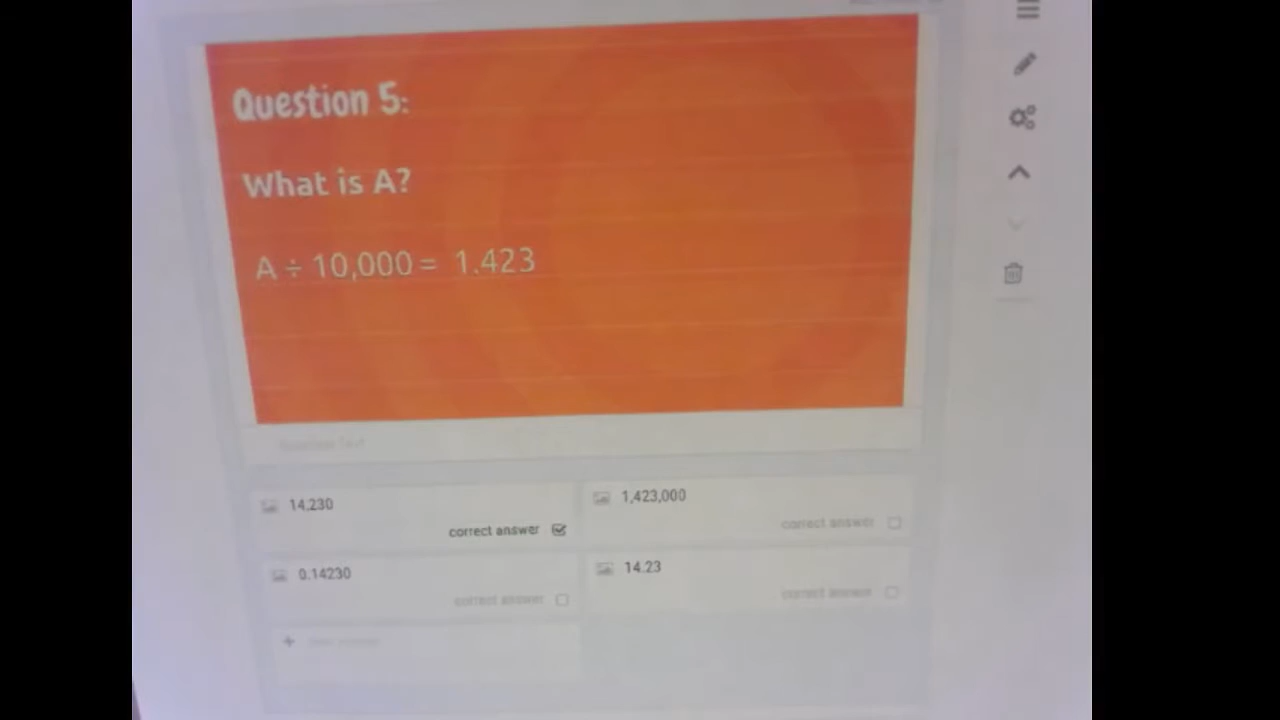 Question 5:
What is A?
A ÷ 10,000 = 1.423
14,230
correct answer
1,423,000
correct answer
0.14230
correct answer
14.23
correct answer